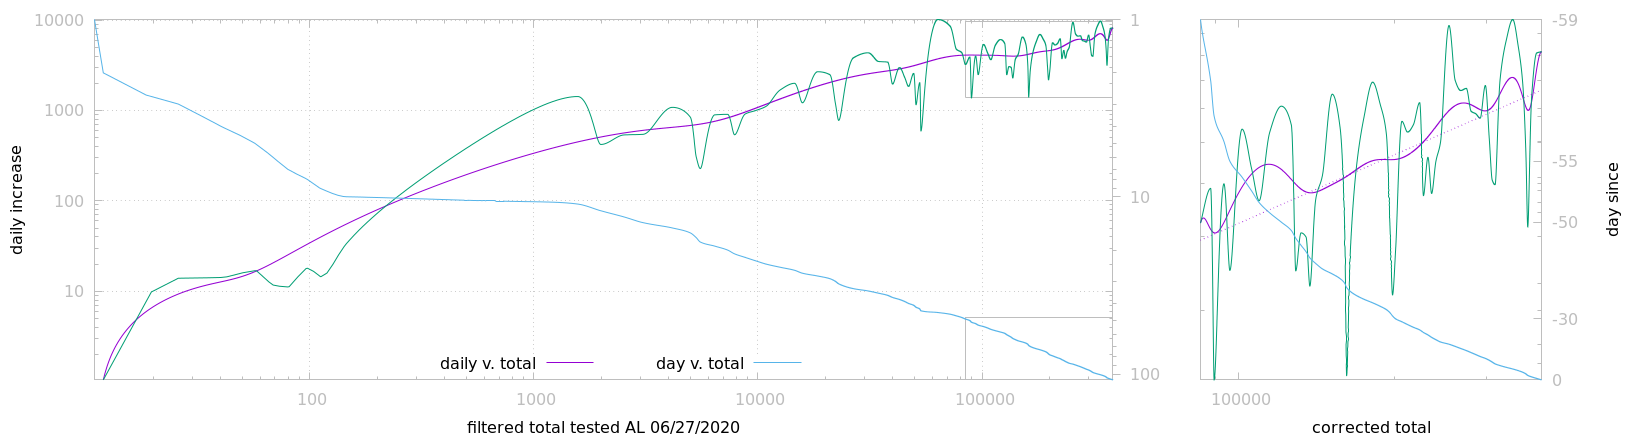 10000
1000
100
10
daily increase
1
10
100
daily v. total
day v. total
100
1000
10000
100000
filtered total tested AL 06/27/2020
-59
-55
-50
-30
0
day since
100000
corrected total